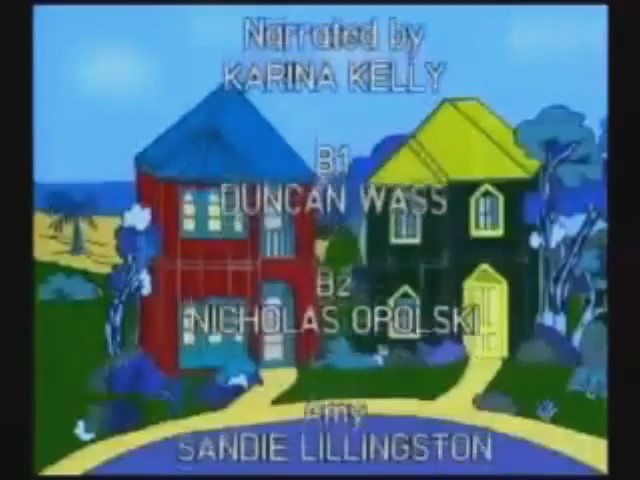 Narrated by
KARINA KELLY
B1
DUNCAN WASS
B2
NICHOLAS OPOLSKI
Amy
SANDIE LILLINGSTON